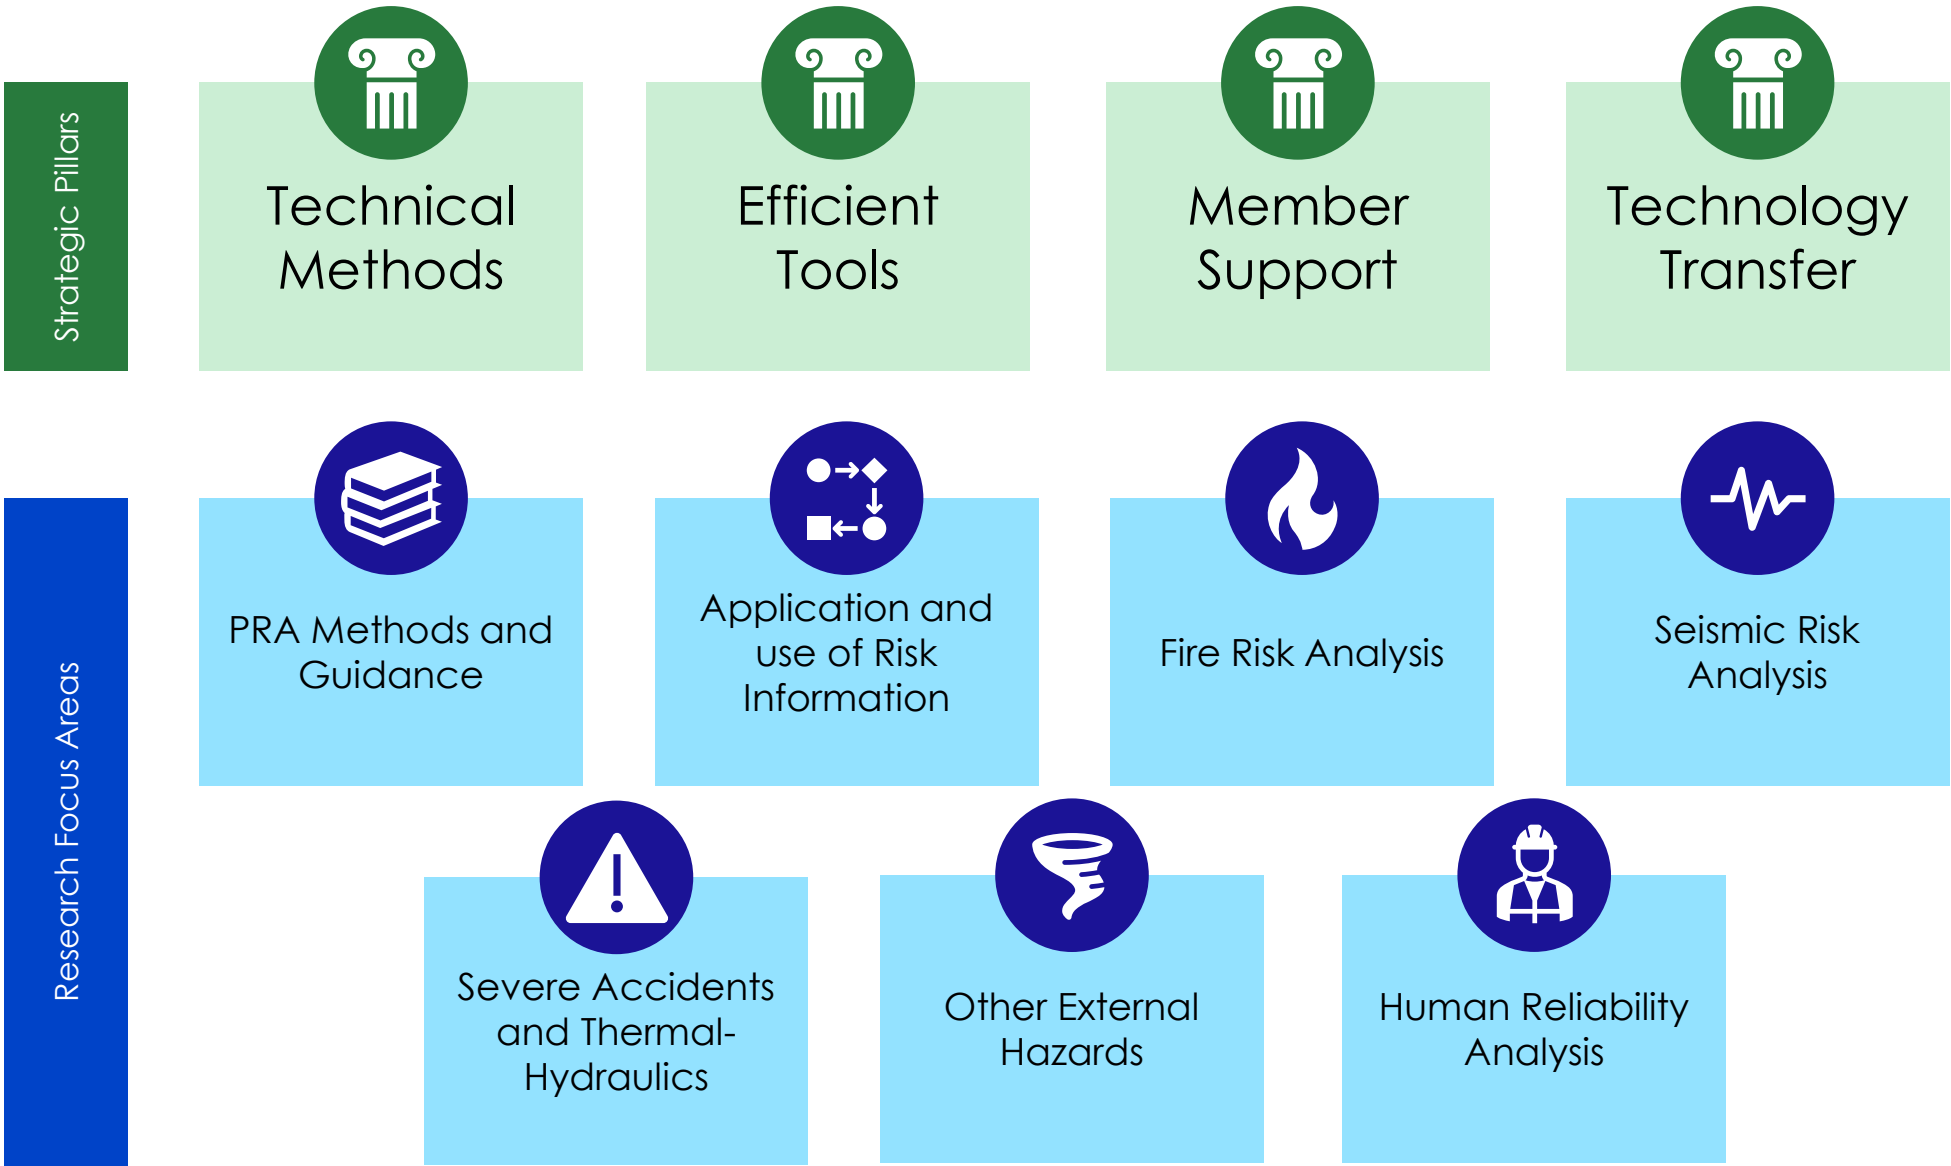 Strategic Pillars
Technical
Methods
Efficient
Tools
Member
Support
Technology
Transfer
Research Focus Areas
PRA Methods and
Guidance
Application and
use of Risk
Information
Fire Risk Analysis
Seismic Risk
Analysis
Severe Accidents
and Thermal-
Hydraulics
Other External
Hazards
Human Reliability
Analysis